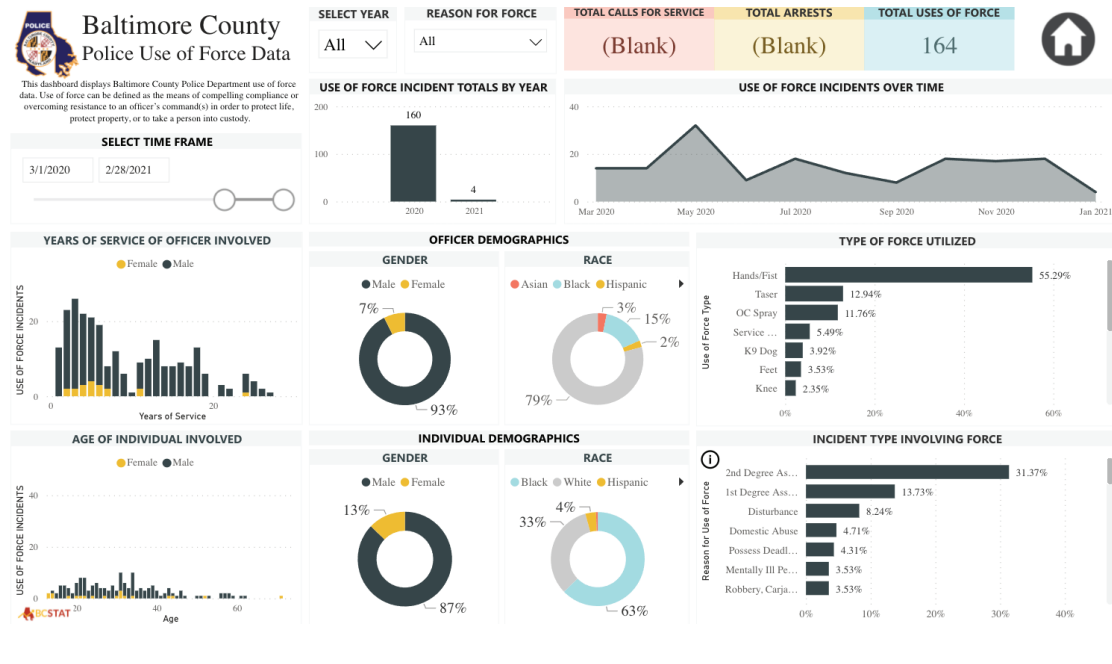 POLICE
Baltimore County
Police Use of Force Data
This dashboard displays Baltimore County Police Department use of force
data. Use of force can be defined as the means of compelling compliance or
overcoming resistance to an officer's command(s) in order to protect life,
protect property, or to take a person into custody.
SELECT TIME FRAME
3/1/2020 2/28/2021
SELECT YEAR
All
REASON FOR FORCE
All
TOTAL CALLS FOR SERVICE
(Blank)
TOTAL ARRESTS
(Blank)
TOTAL USES OF FORCE
164
USE OF FORCE INCIDENT TOTALS BY YEAR
200
100
0
160
4
2020 2021
USE OF FORCE INCIDENTS OVER TIME
40
20
0
Mar 2020 May 2020 Jul 2020 Sep 2020 Nov 2020 Jan 2021
YEARS OF SERVICE OF OFFICER INVOLVED
Female Male
USE OF FORCE INCIDENTS
20
0
0 20
Years of Service
OFFICER DEMOGRAPHICS
GENDER
Male Female
7%
93%
RACE
Asian Black Hispanic
3%
15%
2%
79%
TYPE OF FORCE UTILIZED
Use of Force Type
Hands/Fist 55.29%
Taser 12.94%
OC Spray 11.76%
Service ... 5.49%
K9 Dog 3.92%
Feet 3.53%
Knee 2.35%
0% 20% 40% 60%
AGE OF INDIVIDUAL INVOLVED
Female Male
USE OF FORCE INCIDENTS
40
20
0
20 40 60
Age
BCSTAT
INDIVIDUAL DEMOGRAPHICS
GENDER
Male Female
13%
87%
RACE
Black White Hispanic
4%
33%
63%
INCIDENT TYPE INVOLVING FORCE
i
Reason for Use of Force
2nd Degree As... 31.37%
1st Degree Ass... 13.73%
Disturbance 8.24%
Domestic Abuse 4.71%
Possess Deadl... 4.31%
Mentally Ill Pe... 3.53%
Robbery, Carja... 3.53%
0% 10% 20% 30% 40%